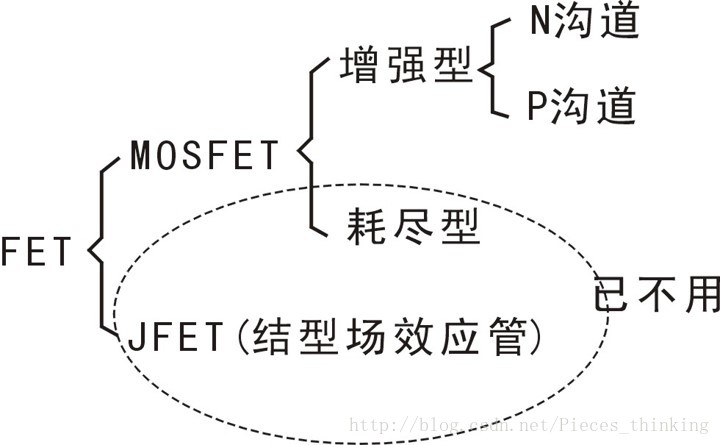 N沟道
增强型
P沟道
MOSFET
耗尽型
FET
已不用
JFET(结型场效应管)
http://blog.csdn.net/Pieces_thinking